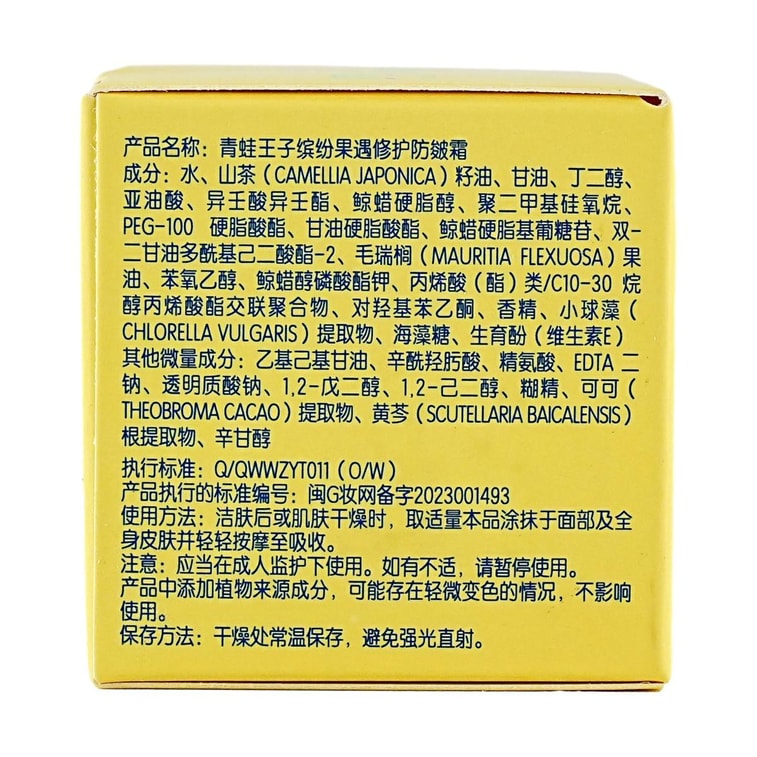 产品名称：青蛙王子缤纷果遇修护防皴霜
成分：水、山茶（CAMELLIA JAPONICA）籽油、甘油、丁二醇、
亚油酸、异壬酸异壬酯、鲸蜡硬脂醇、聚二甲基硅氧烷、
PEG-100 硬脂酸酯、甘油硬脂酸酯、鲸蜡硬脂基葡糖苷、双-
二甘油多酰基己二酸酯-2、毛瑞榈（MAURITIA FLEXUOSA）果
油、苯氧乙醇、鲸蜡醇磷酸酯钾、丙烯酸（酯）类/C10-30 烷
醇丙烯酸酯交联聚合物、对羟基苯乙酮、香精、小球藻（
CHLORELLA VULGARIS）提取物、海藻糖、生育酚（维生素E）
其他微量成分：乙基己基甘油、辛酰羟肟酸、精氨酸、EDTA 二
钠、透明质酸钠、1,2-戊二醇、1,2-己二醇、糊精、可可（
THEOBROMA CACAO）提取物、黄芩（SCUTELLARIA BAICALENSIS）
根提取物、辛甘醇
执行标准：Q/QWWZYT011（O/W）
产品执行的标准编号：闽G妆网备字2023001493
使用方法：洁肤后或肌肤干燥时，取适量本品涂抹于面部及全
身皮肤并轻轻按摩至吸收。
注意：应当在成人监护下使用。如有不适，请暂停使用。
产品中添加植物来源成分，可能存在轻微变色的情况，不影响
使用。
保存方法：干燥处常温保存，避免强光直射。